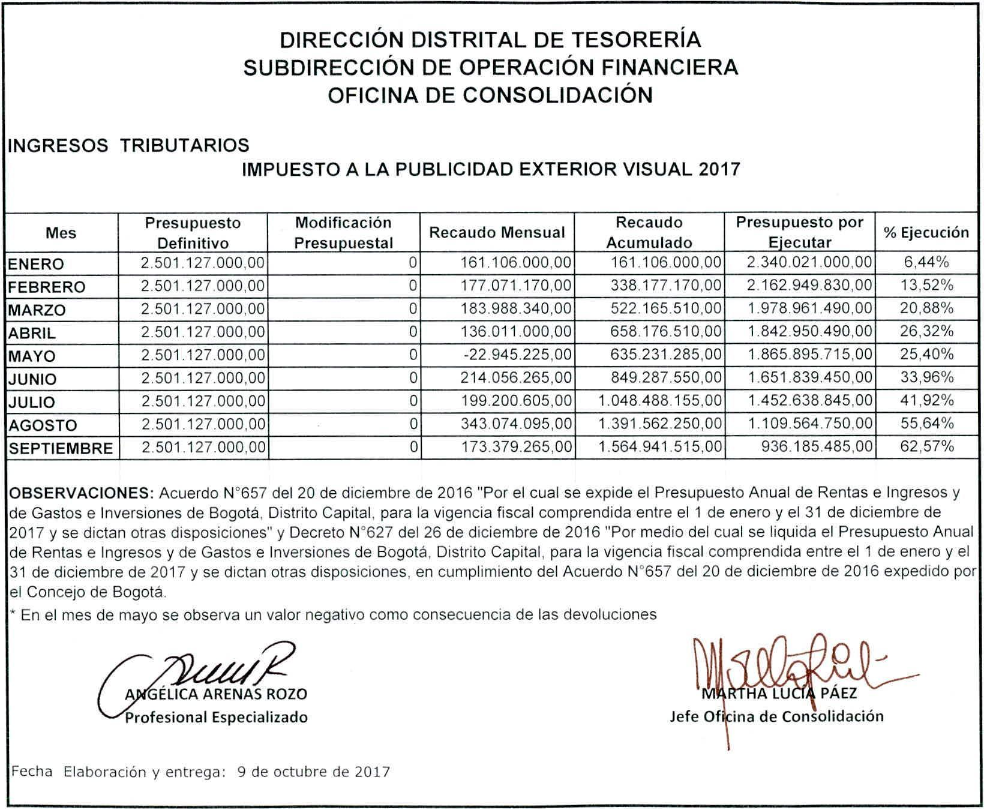 DIRECCIÓN DISTRITAL DE TESORERÍA
SUBDIRECCIÓN DE OPERACIÓN FINANCIERA
OFICINA DE CONSOLIDACIÓN
INGRESOS TRIBUTARIOS
IMPUESTO A LA PUBLICIDAD EXTERIOR VISUAL 2017
Mes Presupuesto Definitivo Modificación Presupuestal Recaudo Mensual Recaudo Acumulado Presupuesto por Ejecutar % Ejecución
ENERO 2.501.127.000,00 0 161.106.000,00 161.106.000,00 2.340.021.000,00 6,44%
FEBRERO 2.501.127.000,00 0 177.071.170,00 338.177.170,00 2.162.949.830,00 13,52%
MARZO 2.501.127.000,00 0 183.988.340,00 522.165.510,00 1.978.961.490,00 20,88%
ABRIL 2.501.127.000,00 0 136.011.000,00 658.176.510,00 1.842.950.490,00 26,32%
MAYO 2.501.127.000,00 0 -22.945.225,00 635.231.285,00 1.865.895.715,00 25,40%
JUNIO 2.501.127.000,00 0 214.056.265,00 849.287.550,00 1.651.839.450,00 33,96%
JULIO 2.501.127.000,00 0 199.200.605,00 1.048.488.155,00 1.452.638.845,00 41,92%
AGOSTO 2.501.127.000,00 0 343.074.095,00 1.391.562.250,00 1.109.564.750,00 55,64%
SEPTIEMBRE 2.501.127.000,00 0 173.379.265,00 1.564.941.515,00 936.185.485,00 62,57%
OBSERVACIONES: Acuerdo N°657 del 20 de diciembre de 2016 "Por el cual se expide el Presupuesto Anual de Rentas e Ingresos y
de Gastos e Inversiones de Bogotá, Distrito Capital, para la vigencia fiscal comprendida entre el 1 de enero y el 31 de diciembre de
2017 y se dictan otras disposiciones" y Decreto N°627 del 26 de diciembre de 2016 "Por medio del cual se liquida el Presupuesto Anual
de Rentas e Ingresos y de Gastos e Inversiones de Bogotá, Distrito Capital, para la vigencia fiscal comprendida entre el 1 de enero y el
31 de diciembre de 2017 y se dictan otras disposiciones, en cumplimiento del Acuerdo N°657 del 20 de diciembre de 2016 expedido por
el Concejo de Bogotá.
* En el mes de mayo se observa un valor negativo como consecuencia de las devoluciones
ANGÉLICA ARENAS ROZO
Profesional Especializado
MARTHA LUCÍA PÁEZ
Jefe Oficina de Consolidación
Fecha Elaboración y entrega: 9 de octubre de 2017